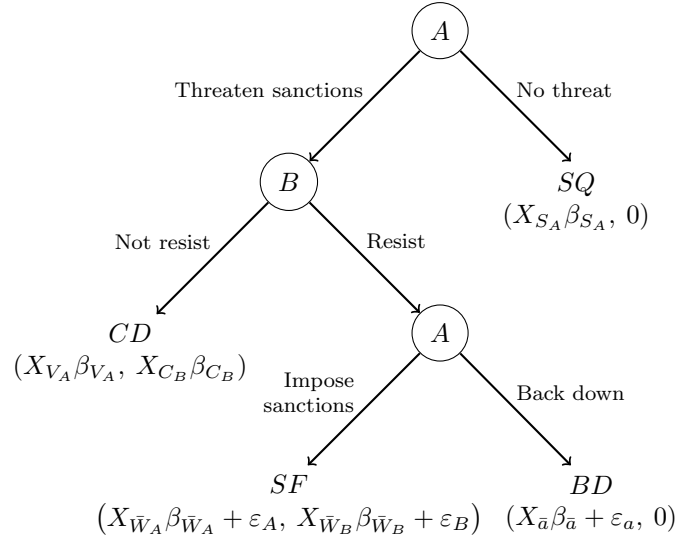 A
Threaten sanctions
No threat
B
SQ
(X_{S_A}β_{S_A}, 0)
Not resist
Resist
CD
(X_{V_A}β_{V_A}, X_{C_B}β_{C_B})
A
Impose
sanctions
Back down
SF
(X_{W̄_A}β_{W̄_A} + ε_A, X_{W̄_B}β_{W̄_B} + ε_B)
BD
(X_{ā}β_{ā} + ε_a, 0)